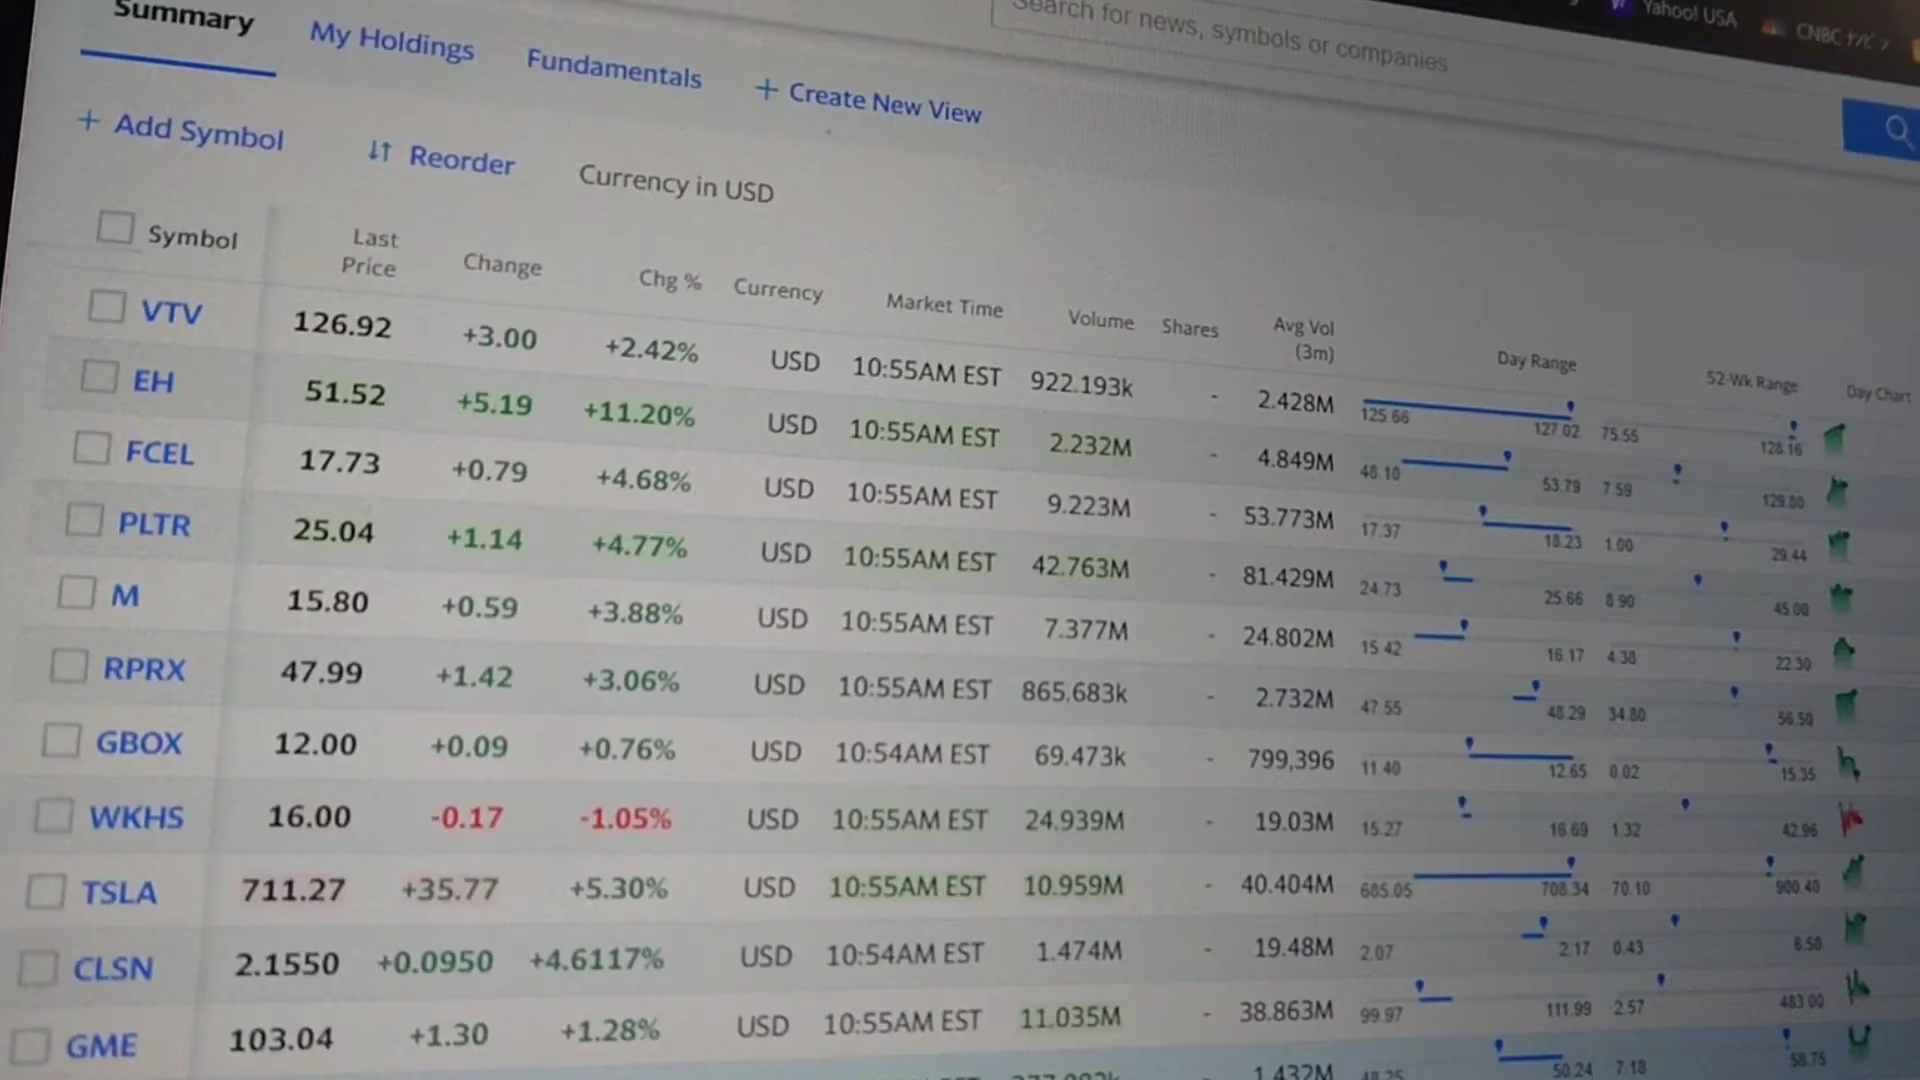 Yahoo! USA
CNBC
Search for news, symbols or companies
Summary My Holdings Fundamentals + Create New View
+ Add Symbol Reorder Currency in USD
Symbol Last Price Change Chg % Currency Market Time Volume Shares Avg Vol (3m) Day Range 52-Wk Range Day Chart
VTV 126.92 +3.00 +2.42% USD 10:55AM EST 922.193k - 2.428M 125.66 127.02 75.55 128.16
EH 51.52 +5.19 +11.20% USD 10:55AM EST 2.232M - 4.849M 48.10 53.79 7.59 129.80
FCEL 17.73 +0.79 +4.68% USD 10:55AM EST 9.223M - 53.773M 17.37 18.23 1.00 29.44
PLTR 25.04 +1.14 +4.77% USD 10:55AM EST 42.763M - 81.429M 24.73 25.66 8.90 45.00
M 15.80 +0.59 +3.88% USD 10:55AM EST 7.377M - 24.802M 15.42 16.17 4.38 22.30
RPRX 47.99 +1.42 +3.06% USD 10:55AM EST 865.683k - 2.732M 47.55 48.29 34.80 56.50
GBOX 12.00 +0.09 +0.76% USD 10:54AM EST 69.473k - 799,396 11.40 12.65 0.02 15.35
WKHS 16.00 -0.17 -1.05% USD 10:55AM EST 24.939M - 19.03M 15.27 16.69 1.32 42.96
TSLA 711.27 +35.77 +5.30% USD 10:55AM EST 10.959M - 40.404M 685.05 708.34 70.10 900.40
CLSN 2.1550 +0.0950 +4.6117% USD 10:54AM EST 1.474M - 19.48M 2.07 2.17 0.43 6.50
GME 103.04 +1.30 +1.28% USD 10:55AM EST 11.035M - 38.863M 99.97 111.99 2.57 483.00
1.432M 50.24 7.18 58.75